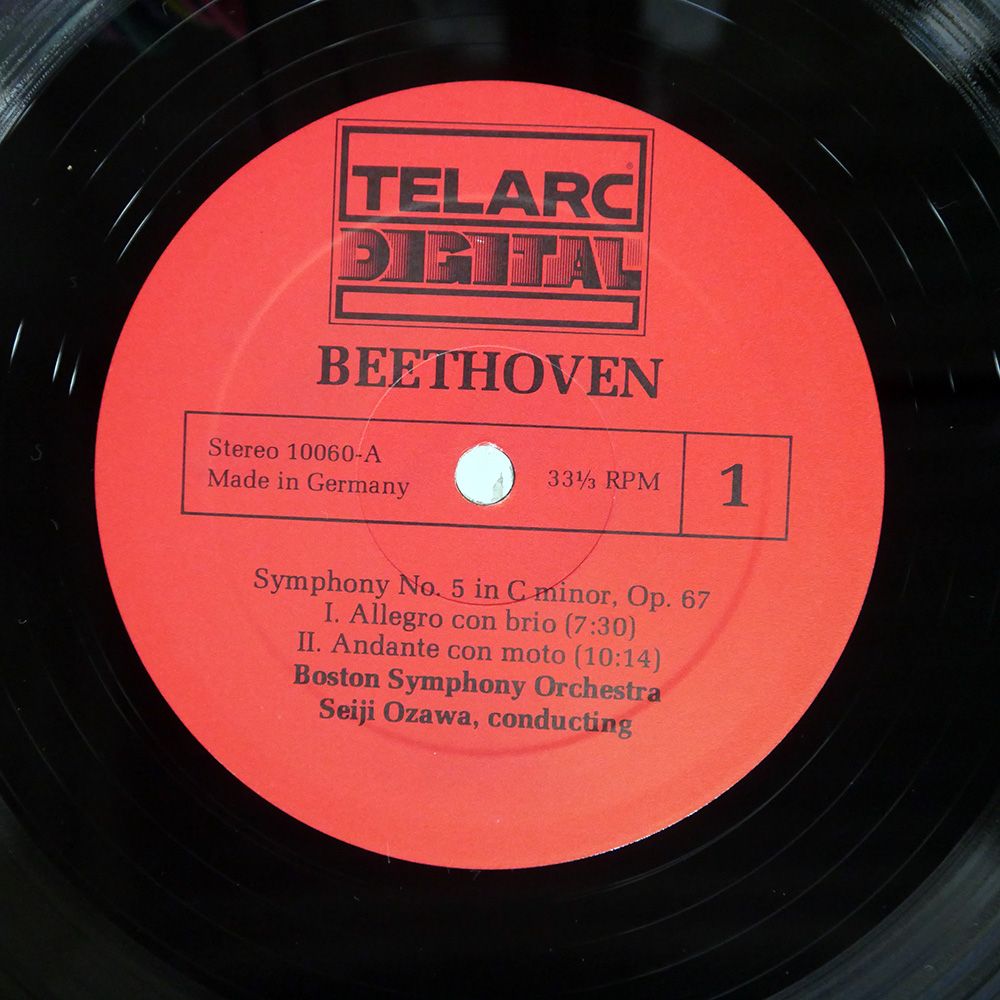 TELARC®
DIGITAL
BEETHOVEN
Stereo 10060-A
Made in Germany
33⅓ RPM
1
Symphony No. 5 in C minor, Op. 67
I. Allegro con brio (7:30)
II. Andante con moto (10:14)
Boston Symphony Orchestra
Seiji Ozawa, conducting